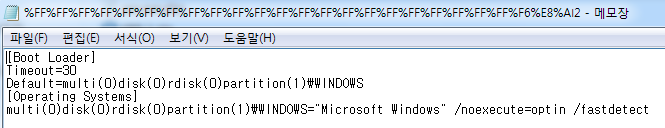 %FF%FF%FF%FF%FF%FF%FF%FF%FF%FF%FF%FF%FF%FF%FF%FF%FF%FF%FF%FF%FF%FF%FF%F6%E8%AI2 - 메모장
파일(F) 편집(E) 서식(O) 보기(V) 도움말(H)
[Boot Loader]
Timeout=30
Default=multi(0)disk(0)rdisk(0)partition(1)₩WINDOWS
[Operating Systems]
multi(0)disk(0)rdisk(0)partition(1)₩WINDOWS="Microsoft Windows" /noexecute=optin /fastdetect